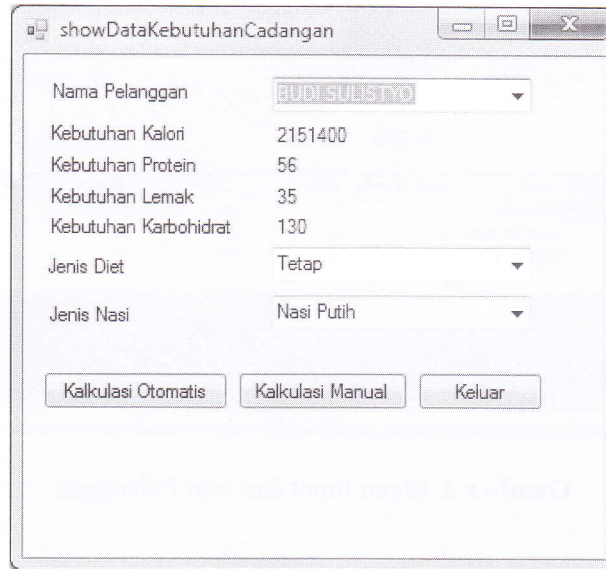 showDataKebutuhanCadangan
Nama Pelanggan BUDI SULISTYO
Kebutuhan Kalori 2151400
Kebutuhan Protein 56
Kebutuhan Lemak 35
Kebutuhan Karbohidrat 130
Jenis Diet Tetap
Jenis Nasi Nasi Putih
Kalkulasi Otomatis Kalkulasi Manual Keluar